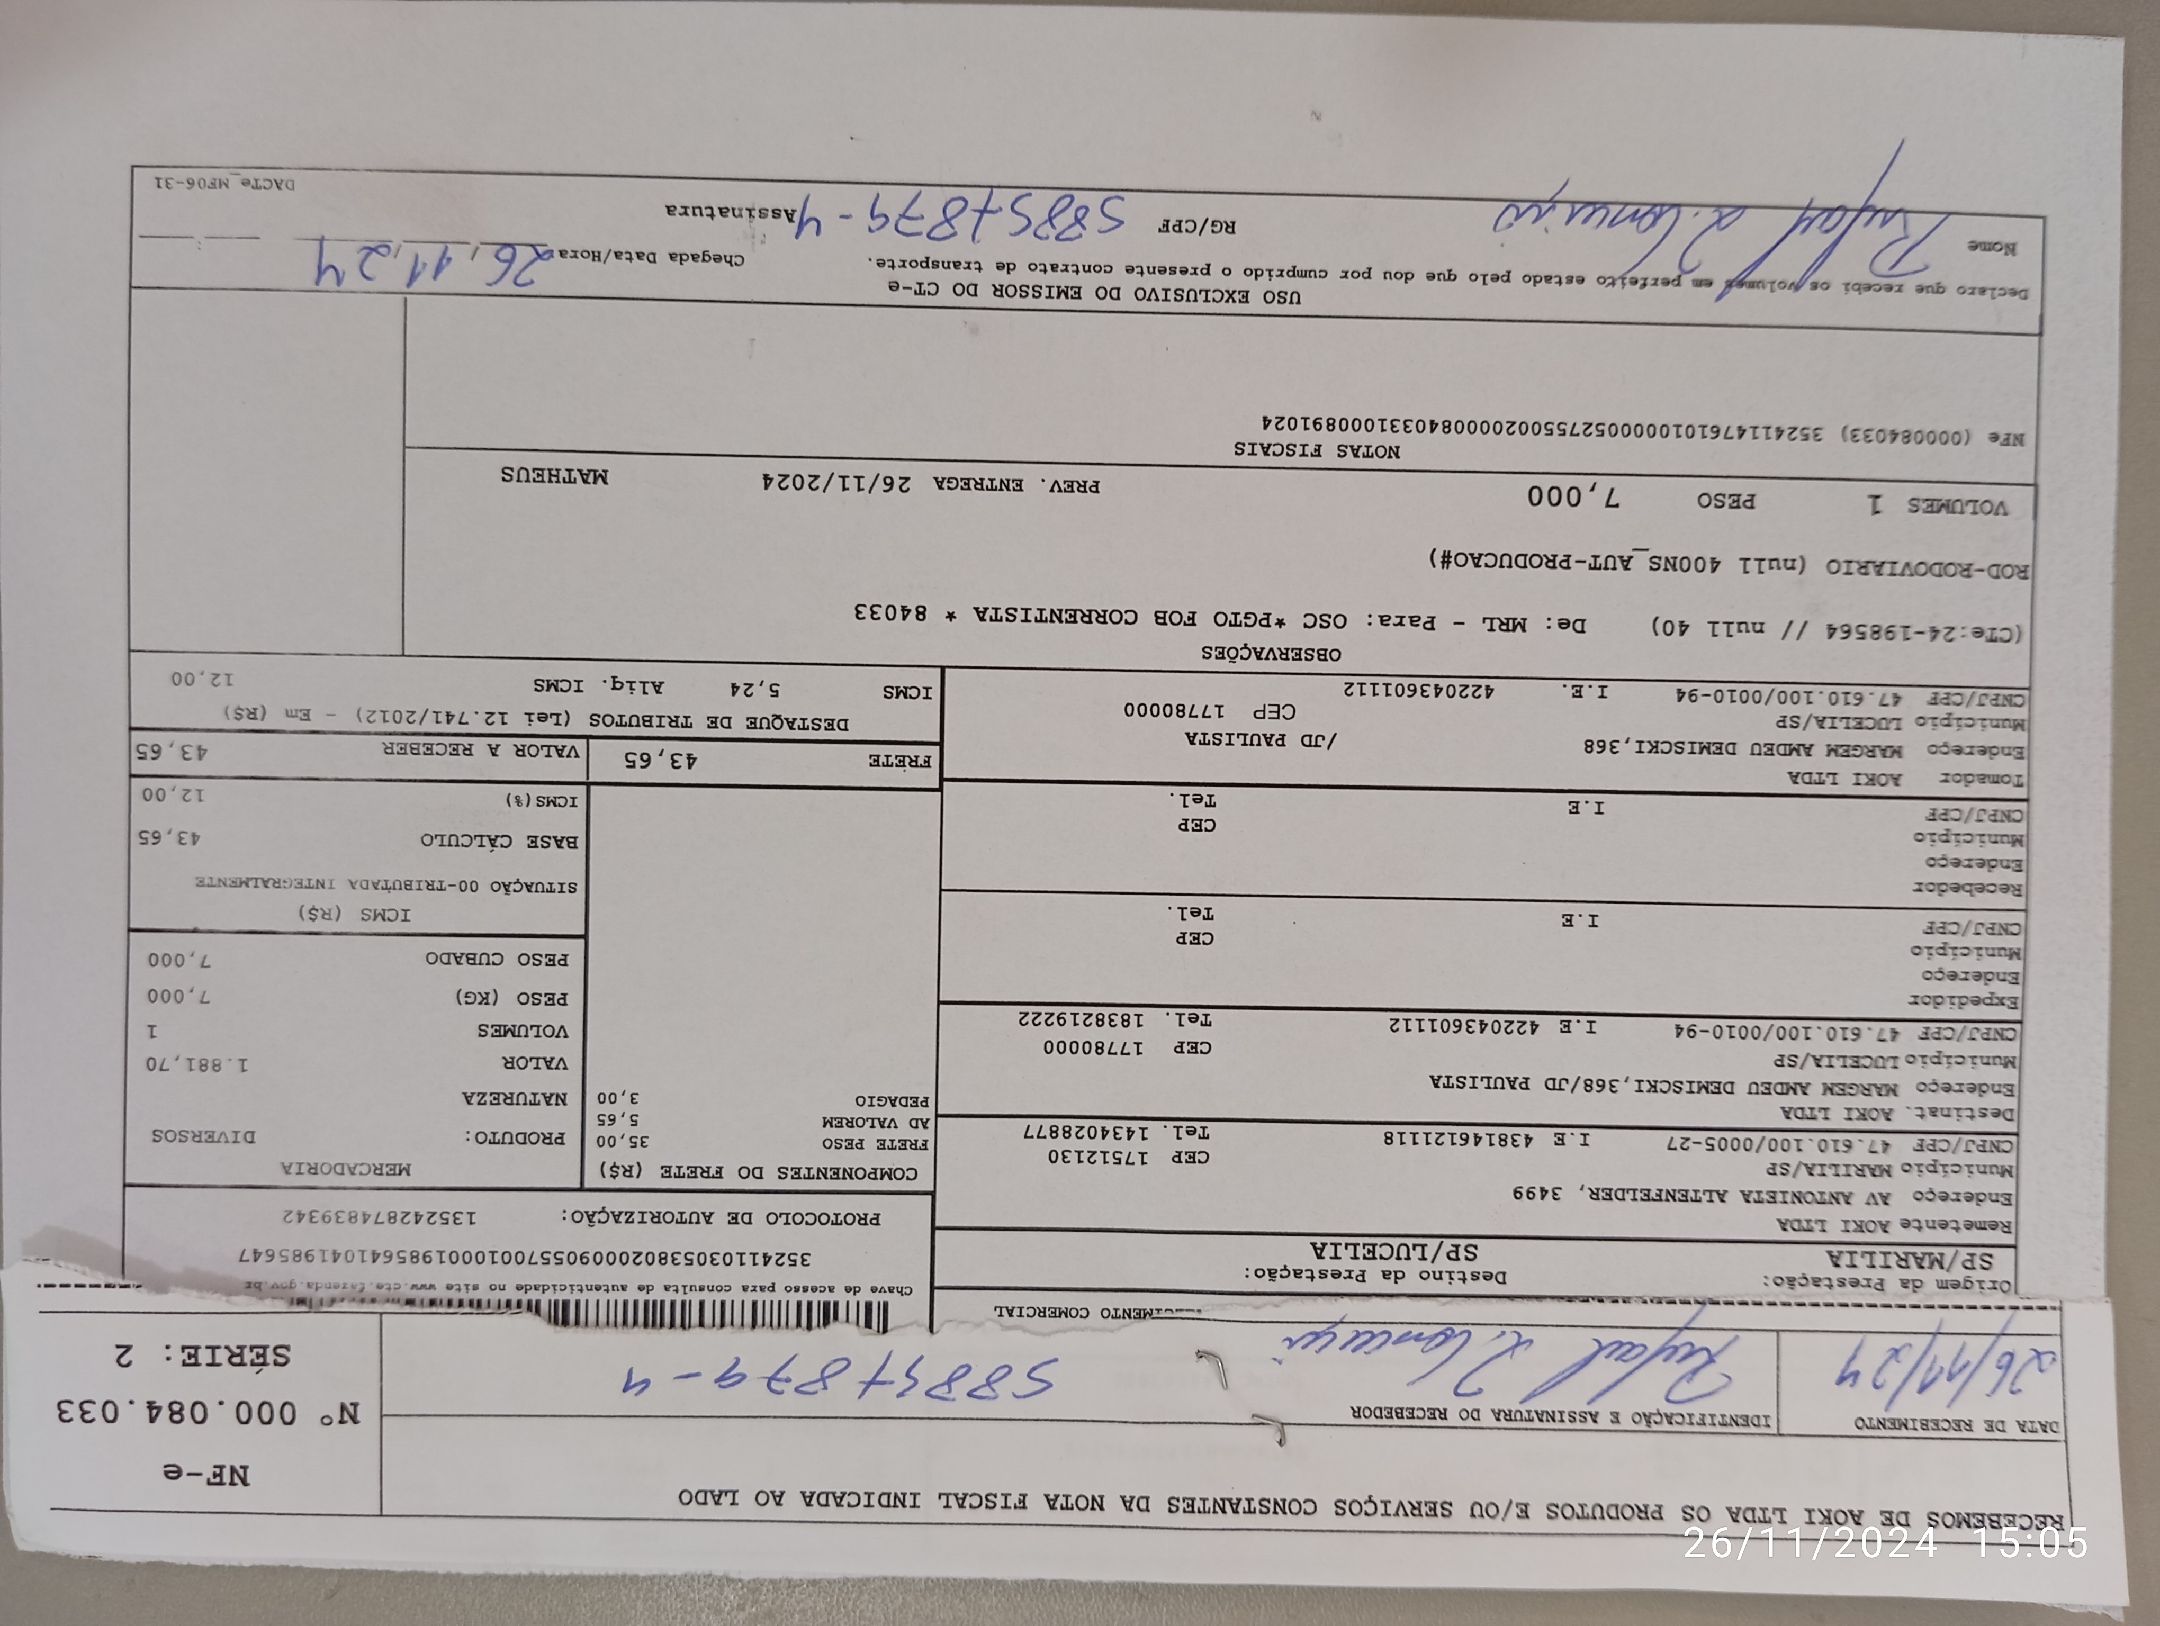 RECEBEMOS DE AOKI LTDA OS PRODUTOS E/OU SERVIÇOS CONSTANTES DA NOTA FISCAL INDICADA AO LADO
NF-e
Nº 000.084.033
SÉRIE: 2
DATA DE RECEBIMENTO
26/11/24
IDENTIFICAÇÃO E ASSINATURA DO RECEBEDOR
Rafael
58857879-4
Origem da Prestação:
SP/MARILIA
Destino da Prestação:
SP/LUCELIA
Chave de acesso para consulta de autenticidade no site www.cte.fazenda.gov.br
PROTOCOLO DE AUTORIZAÇÃO: 135242874839342
Remetente AOKI LTDA
Endereço AV ANTONIETA ALTENFELDER, 3499
Município MARILIA/SP CEP 17512130
CNPJ/CPF 47.610.100/0005-27 I.E 438146121118 Tel. 1434028877
Destinat. AOKI LTDA
Endereço MARGEM AMDEU DEMISCKI,368/JD PAULISTA
Município LUCELIA/SP CEP 17780000
CNPJ/CPF 47.610.100/0010-94 I.E 422043601112 Tel. 1838219222
Expedidor
Endereço
Município CEP
CNPJ/CPF I.E Tel.
Recebedor
Endereço
Município CEP
CNPJ/CPF I.E Tel.
Tomador AOKI LTDA
Endereço MARGEM AMDEU DEMISCKI,368 /JD PAULISTA
Município LUCELIA/SP CEP 17780000
CNPJ/CPF 47.610.100/0010-94 I.E. 422043601112
COMPONENTES DO FRETE (R$)
FRETE PESO 35,00
AD VALOREM 5,65
PEDAGIO 3,00
MERCADORIA
PRODUTO: DIVERSOS
NATUREZA
VALOR 1.881,70
VOLUMES 1
PESO (KG) 7,000
PESO CUBADO 7,000
ICMS (R$)
SITUAÇÃO 00-TRIBUTADA INTEGRALMENTE
BASE CÁLCULO 43,65
ICMS(%) 12,00
FRETE 43,65
VALOR A RECEBER 43,65
DESTAQUE DE TRIBUTOS (Lei 12.741/2012) - Em (R$)
ICMS 5,24 Aliq. ICMS 12,00
OBSERVAÇÕES
(CTe:24-198564 // null 40) De: MRL - Para: OSC *PGTO FOB CORRENTISTA * 84033
ROD-RODOVIARIO (null 400NS_AUT-PRODUCAO#)
VOLUMES 1 PESO 7,000 PREV. ENTREGA 26/11/2024 MATHEUS
NOTAS FISCAIS
NFe (000084033) 35241147610100000527550020000840331000891024
USO EXCLUSIVO DO EMISSOR DO CT-e
Declaro que recebi os volumes em perfeito estado pelo que dou por cumprido o presente contrato de transporte.
Chegada Data/Hora 26,11,24
Nome
RG/CPF 58857879-4
Assinatura
DACTe_MF06-31
26/11/2024 15:05